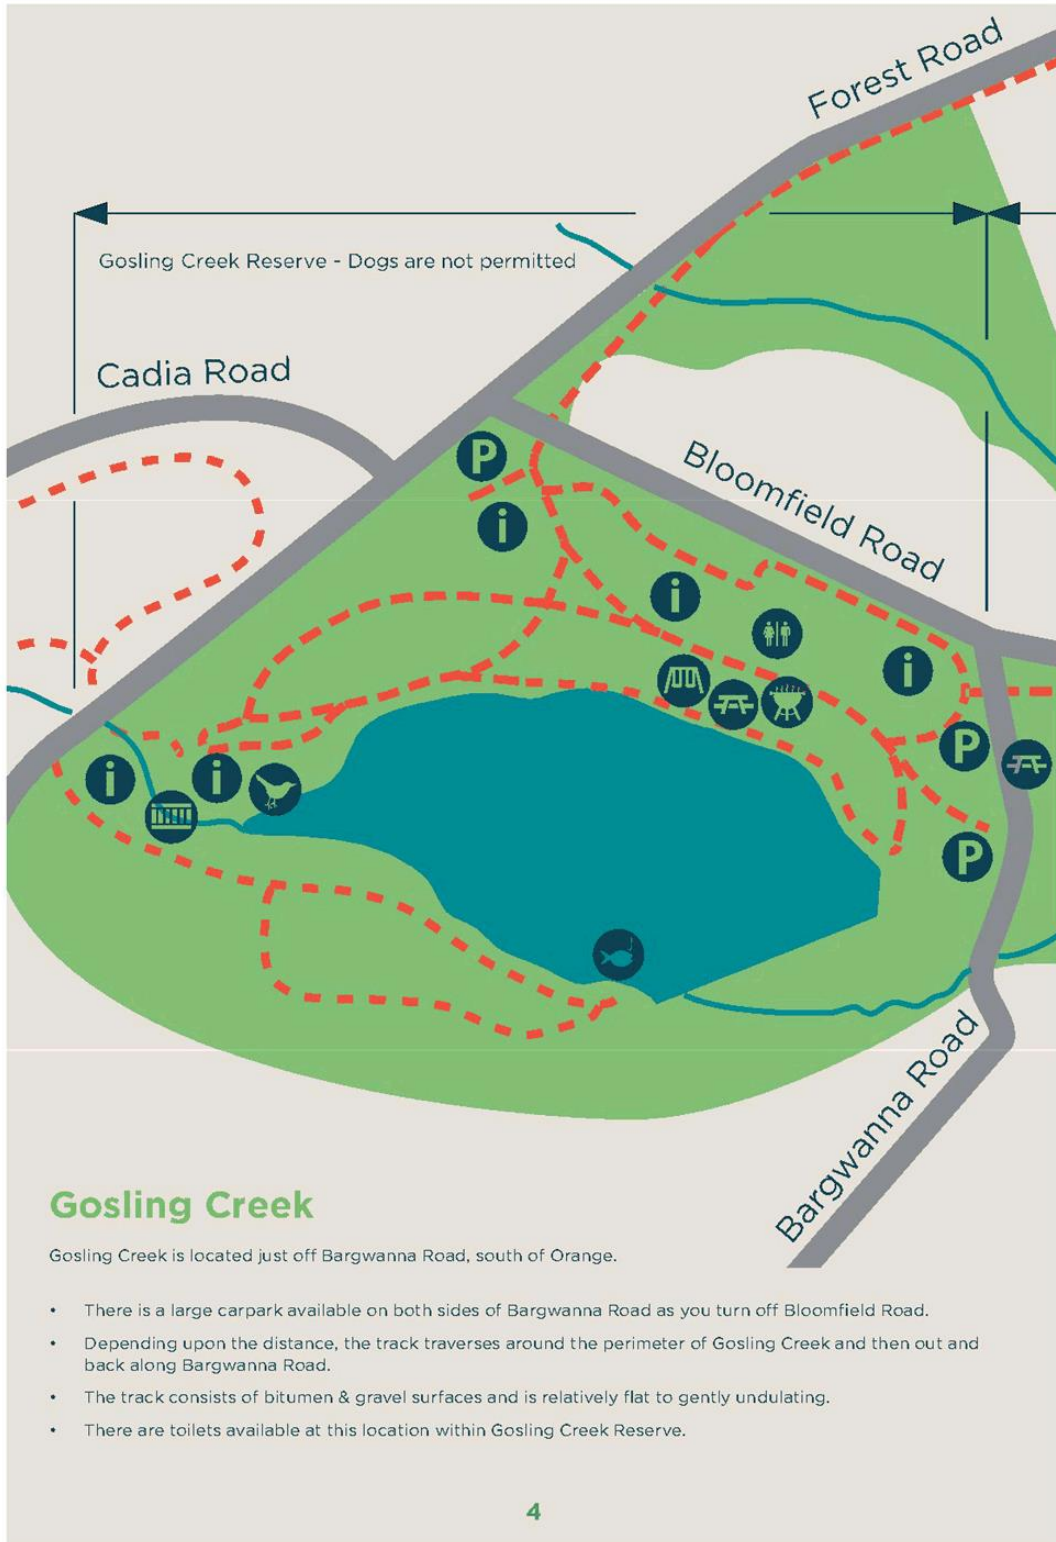 Forest Road
Gosling Creek Reserve - Dogs are not permitted
Cadia Road
P
Bloomfield Road
i
i
i
P
i
i
P
Bargwanna Road
Gosling Creek
Gosling Creek is located just off Bargwanna Road, south of Orange.
• There is a large carpark available on both sides of Bargwanna Road as you turn off Bloomfield Road.
• Depending upon the distance, the track traverses around the perimeter of Gosling Creek and then out and
back along Bargwanna Road.
• The track consists of bitumen & gravel surfaces and is relatively flat to gently undulating.
• There are toilets available at this location within Gosling Creek Reserve.
4